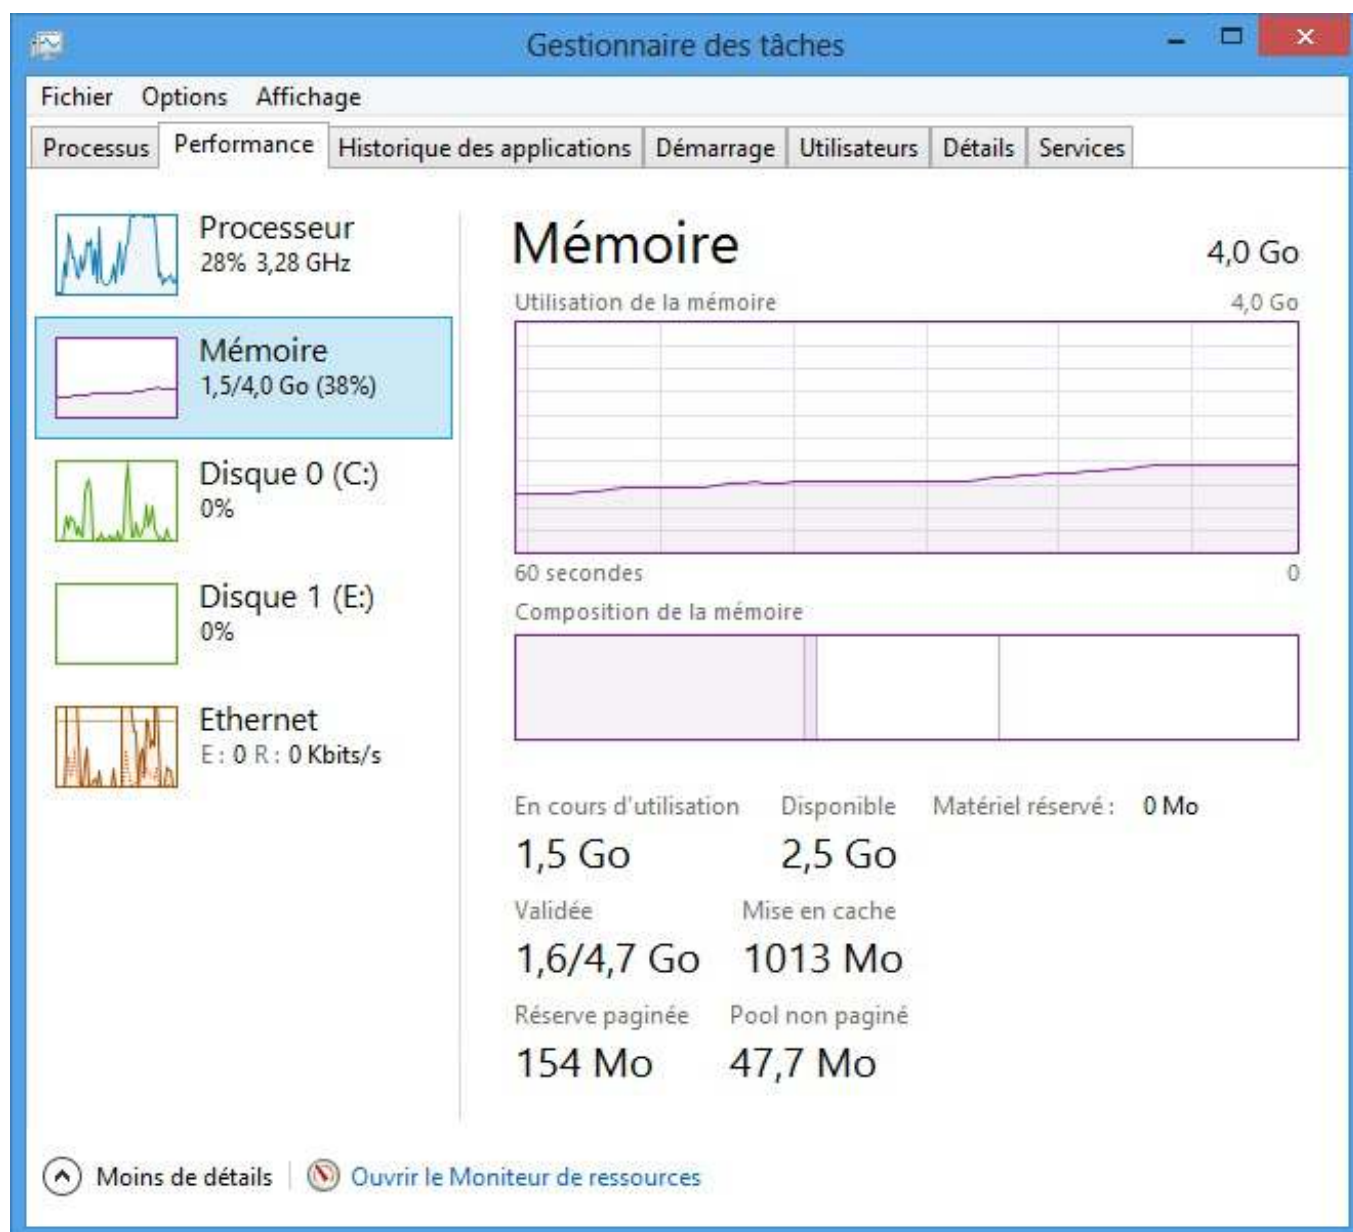 Gestionnaire des tâches
Fichier Options Affichage
Processus Performance Historique des applications Démarrage Utilisateurs Détails Services
Processeur
28% 3,28 GHz
Mémoire
1,5/4,0 Go (38%)
Disque 0 (C:)
0%
Disque 1 (E:)
0%
Ethernet
E : 0 R : 0 Kbits/s
Mémoire 4,0 Go
Utilisation de la mémoire 4,0 Go
60 secondes 0
Composition de la mémoire
En cours d'utilisation Disponible Matériel réservé : 0 Mo
1,5 Go 2,5 Go
Validée Mise en cache
1,6/4,7 Go 1013 Mo
Réserve paginée Pool non paginé
154 Mo 47,7 Mo
Moins de détails Ouvrir le Moniteur de ressources